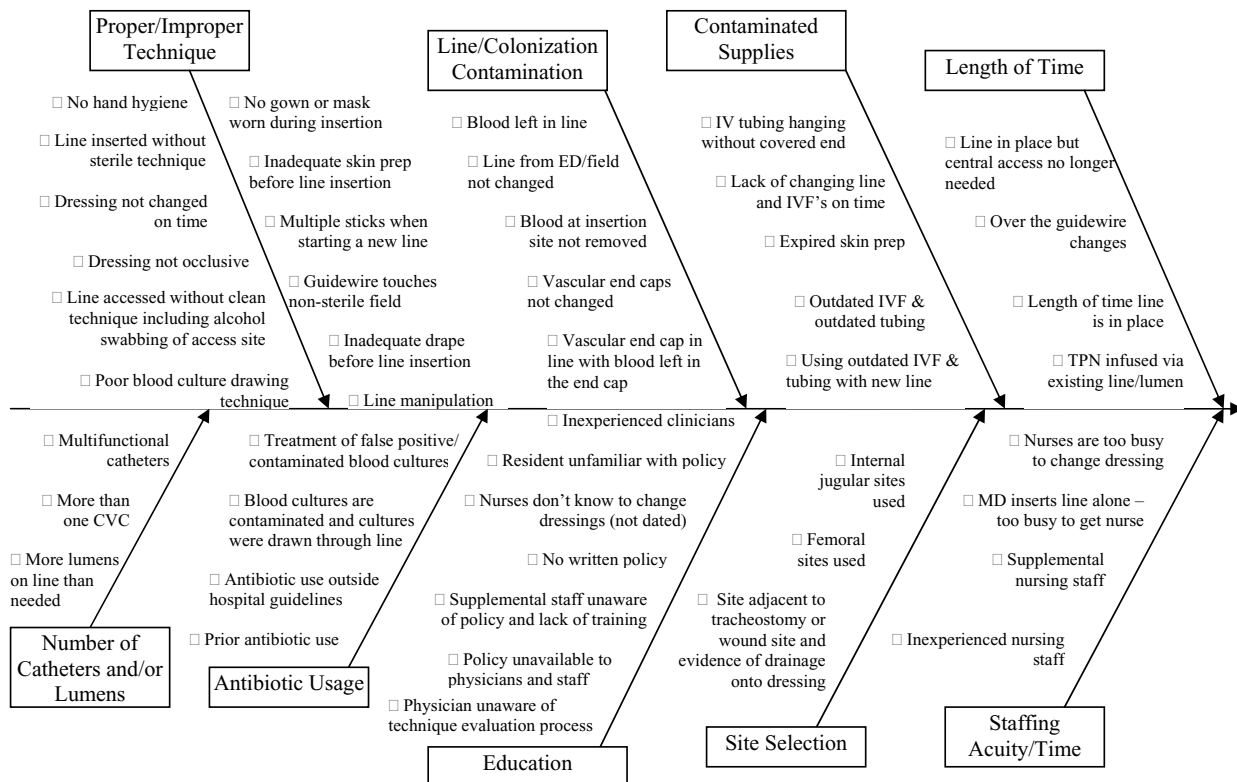 Proper/Improper
Technique
□ No hand hygiene
□ Line inserted without
sterile technique
□ Dressing not changed
on time
□ Dressing not occlusive
□ Line accessed without clean
technique including alcohol
swabbing of access site
□ Poor blood culture drawing
technique
□ No gown or mask
worn during insertion
□ Inadequate skin prep
before line insertion
□ Multiple sticks when
starting a new line
□ Guidewire touches
non-sterile field
□ Inadequate drape
before line insertion
□ Line manipulation
Line/Colonization
Contamination
□ Blood left in line
□ Line from ED/field
not changed
□ Blood at insertion
site not removed
□ Vascular end caps
not changed
□ Vascular end cap in
line with blood left in
the end cap
Contaminated
Supplies
□ IV tubing hanging
without covered end
□ Lack of changing line
and IVF's on time
□ Expired skin prep
□ Outdated IVF &
outdated tubing
□ Using outdated IVF &
tubing with new line
Length of Time
□ Line in place but
central access no longer
needed
□ Over the guidewire
changes
□ Length of time line
is in place
□ TPN infused via
existing line/lumen
□ Multifunctional
catheters
□ More than
one CVC
□ More lumens
on line than
needed
Number of
Catheters and/or
Lumens
□ Treatment of false positive/
contaminated blood cultures
□ Blood cultures are
contaminated and cultures
were drawn through line
□ Antibiotic use outside
hospital guidelines
□ Prior antibiotic use
Antibiotic Usage
□ Inexperienced clinicians
□ Resident unfamiliar with policy
□ Nurses don't know to change
dressings (not dated)
□ No written policy
□ Supplemental staff unaware
of policy and lack of training
□ Policy unavailable to
physicians and staff
□ Physician unaware of
technique evaluation process
Education
□ Internal
jugular sites
used
□ Femoral
sites used
□ Site adjacent to
tracheostomy or
wound site and
evidence of drainage
onto dressing
Site Selection
□ Nurses are too busy
to change dressing
□ MD inserts line alone –
too busy to get nurse
□ Supplemental
nursing staff
□ Inexperienced nursing
staff
Staffing
Acuity/Time